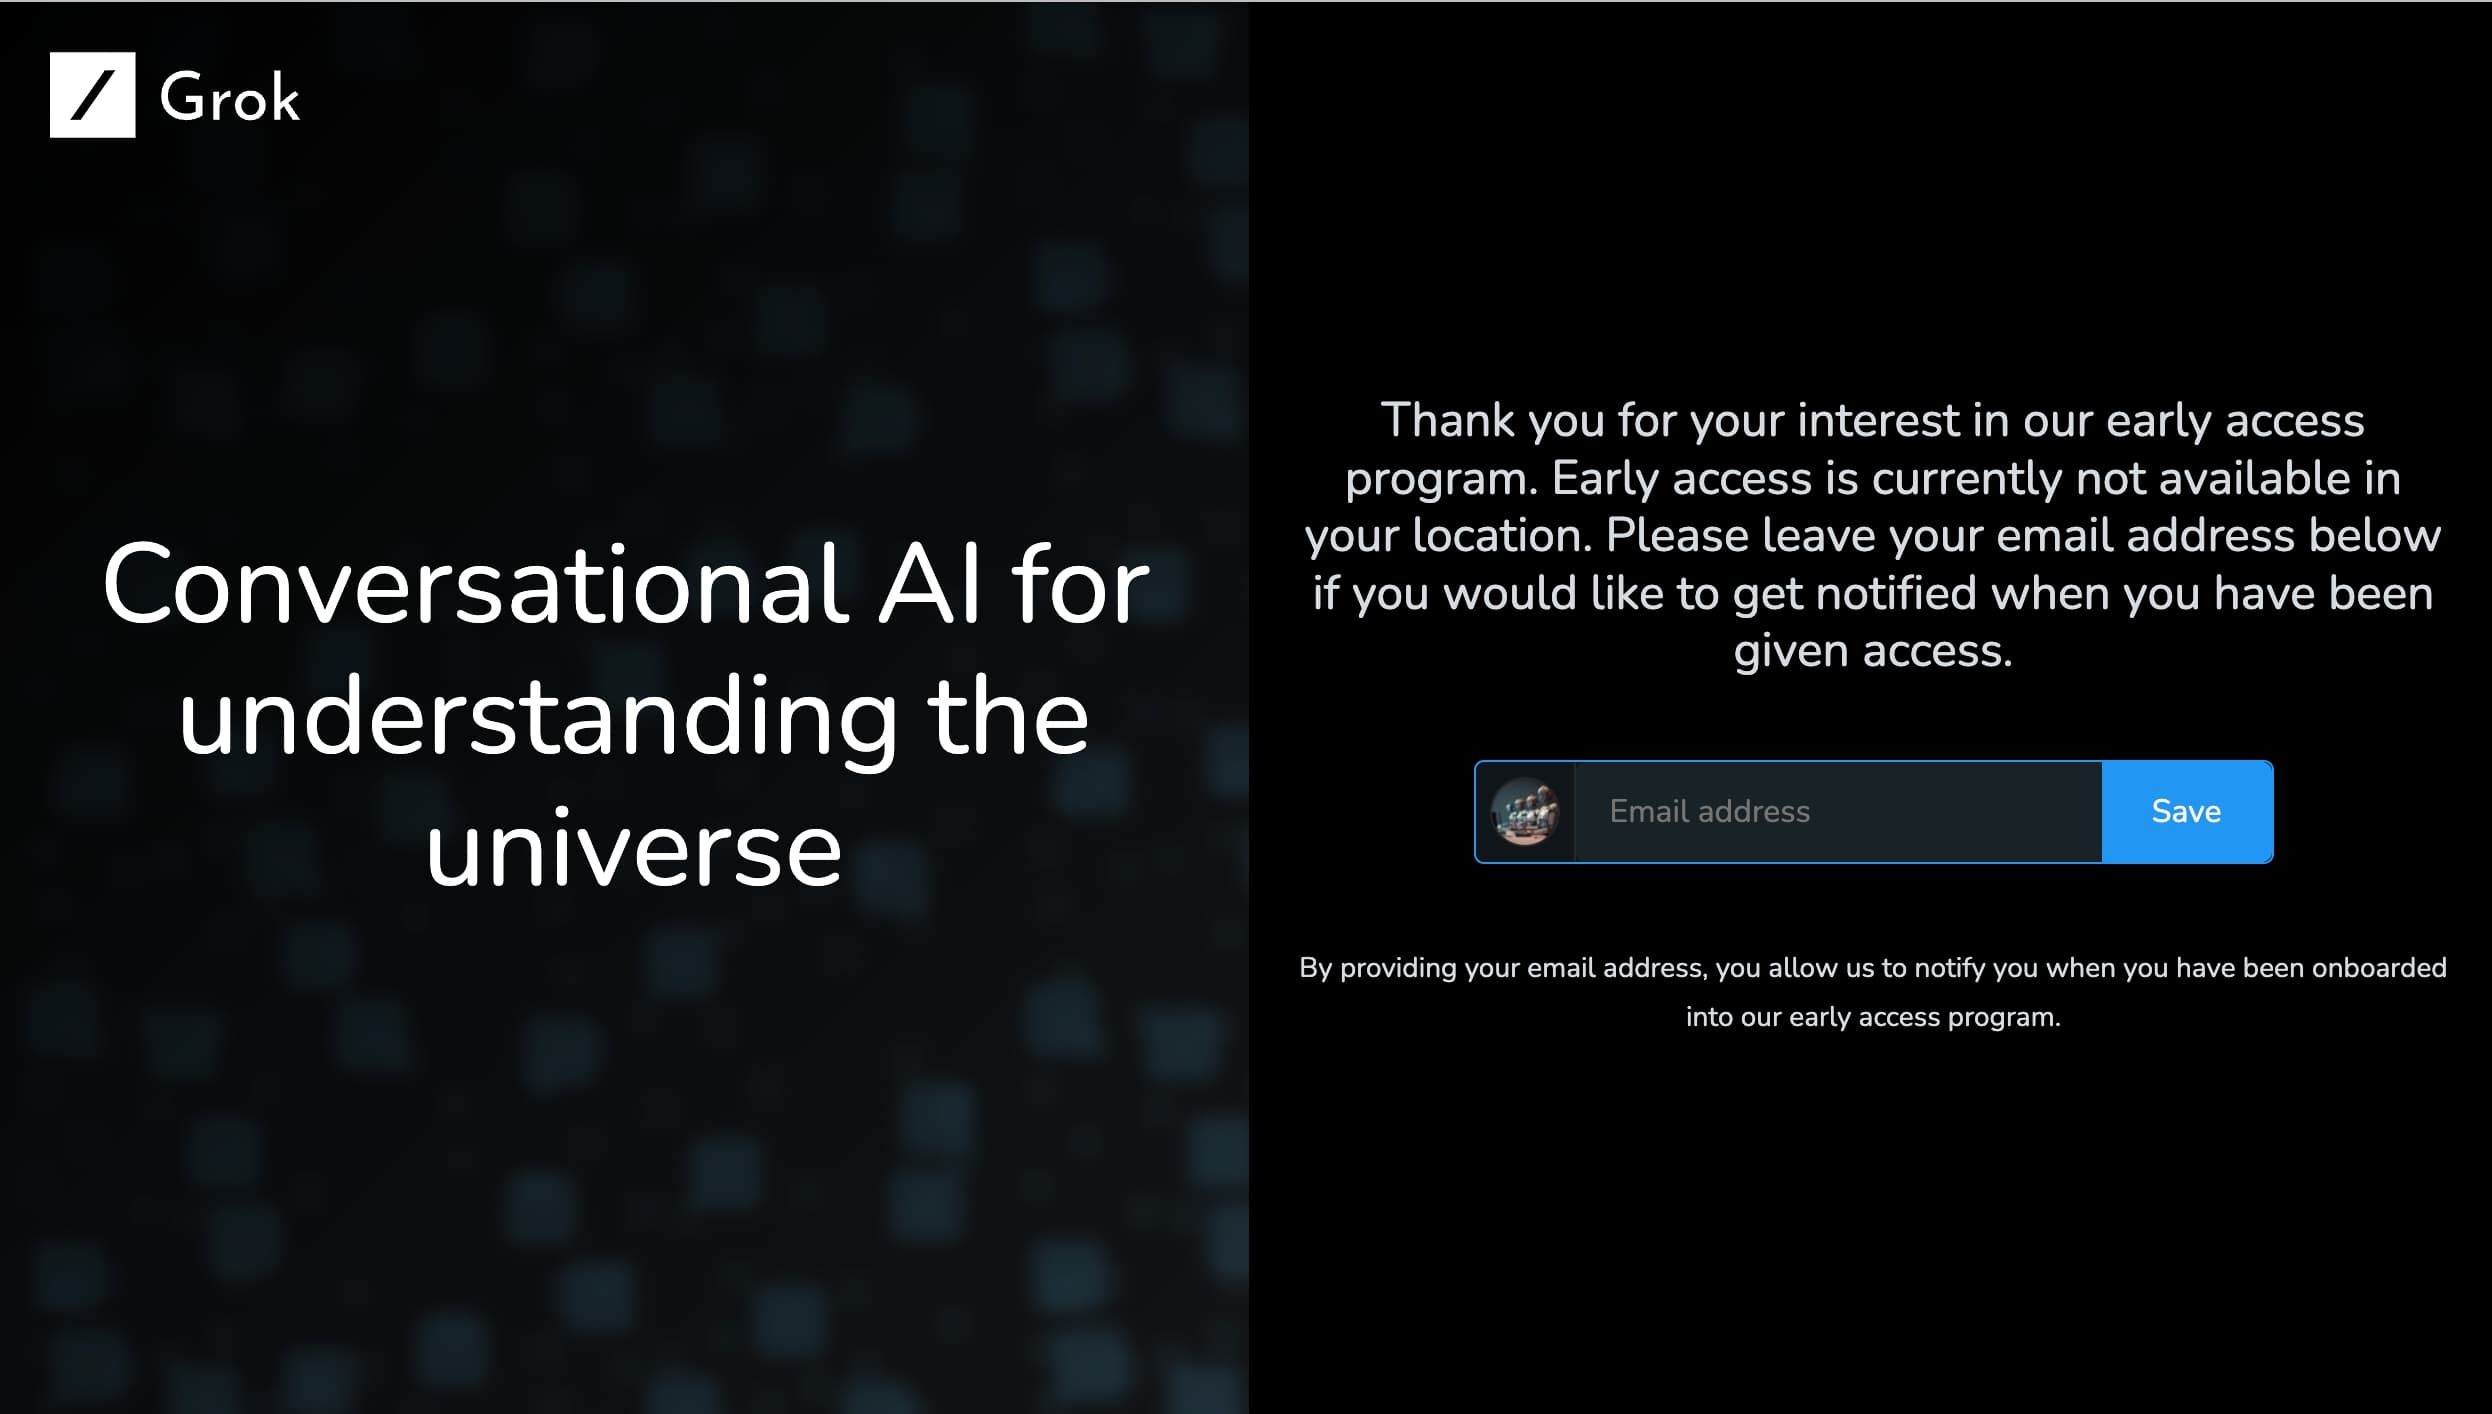 Grok
Conversational AI for
understanding the
universe
Thank you for your interest in our early access
program. Early access is currently not available in
your location. Please leave your email address below
if you would like to get notified when you have been
given access.
Email address
Save
By providing your email address, you allow us to notify you when you have been onboarded
into our early access program.